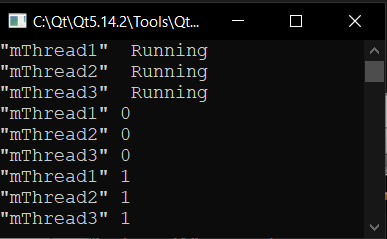 C:\Qt\Qt5.14.2\Tools\Qt...
"mThread1"  Running
"mThread2"  Running
"mThread3"  Running
"mThread1" 0
"mThread2" 0
"mThread3" 0
"mThread1" 1
"mThread2" 1
"mThread3" 1